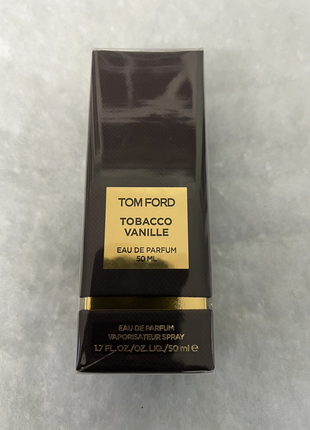 TOM FORD
TOBACCO
VANILLE
EAU DE PARFUM
50 ML
EAU DE PARFUM
VAPORISATEUR SPRAY
1.7 FL.OZ./OZ. LIQ./50 ml ℮